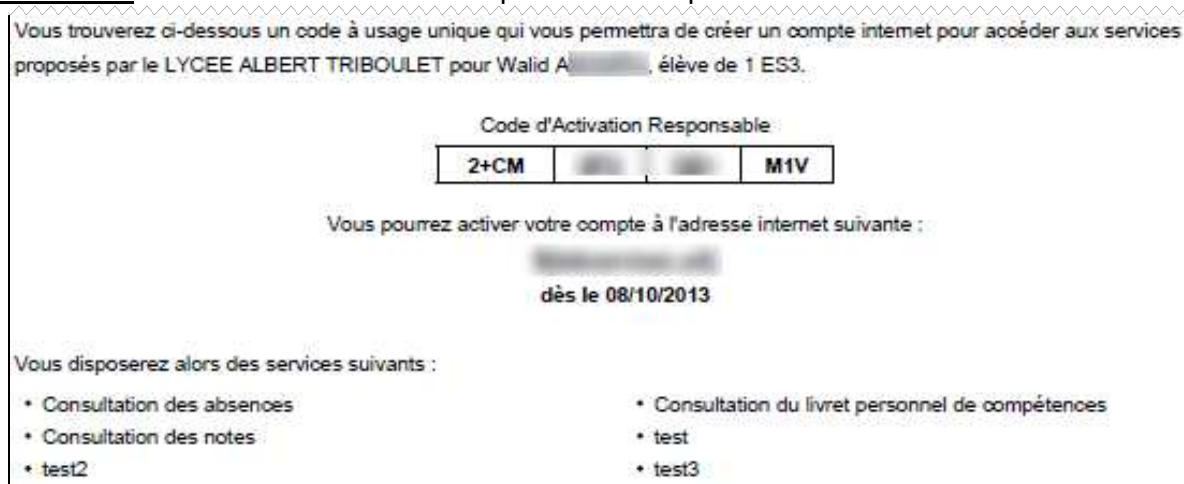 Vous trouverez ci-dessous un code à usage unique qui vous permettra de créer un compte internet pour accéder aux services
proposés par le LYCEE ALBERT TRIBOULET pour Walid A , élève de 1 ES3.
Code d'Activation Responsable
2+CM M1V
Vous pourrez activer votre compte à l'adresse internet suivante :
dès le 08/10/2013
Vous disposerez alors des services suivants :
• Consultation des absences • Consultation du livret personnel de compétences
• Consultation des notes • test
• test2 • test3